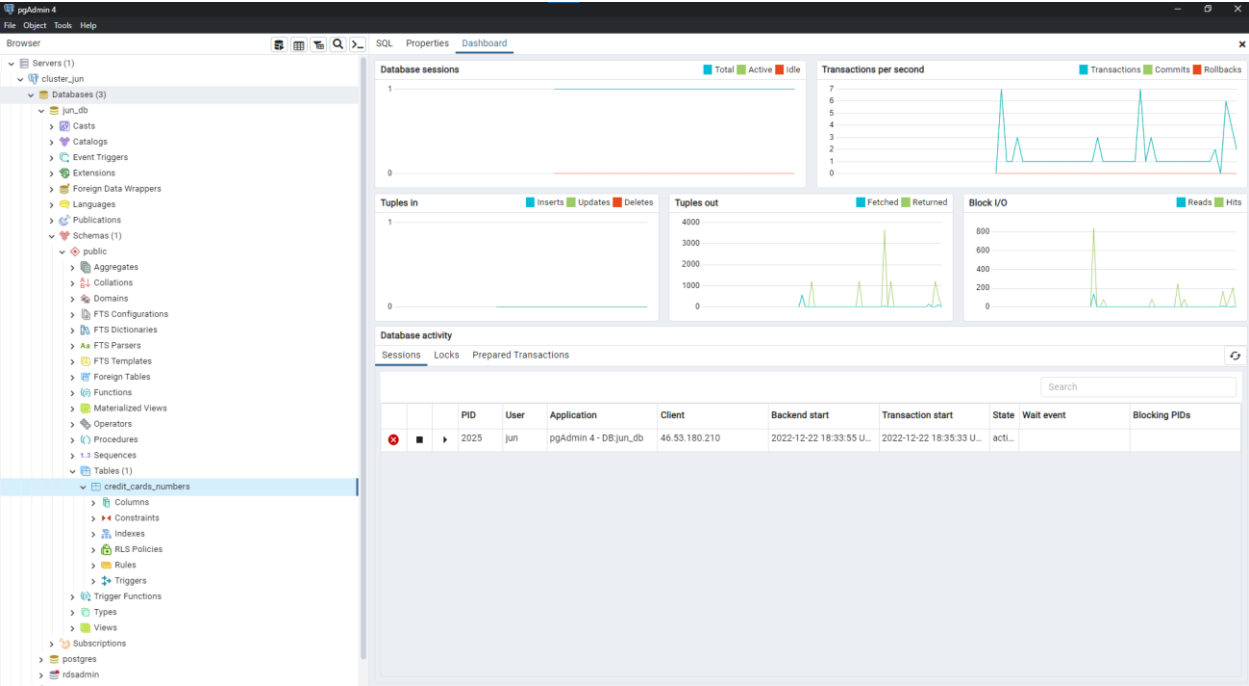 pgAdmin 4
File Object Tools Help
Browser
SQL Properties Dashboard
Servers (1)
cluster_jun
Databases (3)
jun_db
Casts
Catalogs
Event Triggers
Extensions
Foreign Data Wrappers
Languages
Publications
Schemas (1)
public
Aggregates
Collations
Domains
FTS Configurations
FTS Dictionaries
Aa FTS Parsers
FTS Templates
Foreign Tables
Functions
Materialized Views
Operators
Procedures
1..3 Sequences
Tables (1)
credit_cards_numbers
Columns
Constraints
Indexes
RLS Policies
Rules
Triggers
Trigger Functions
Types
Views
Subscriptions
postgres
rdsadmin
Database sessions
Total Active Idle
1
0
Transactions per second
Transactions Commits Rollbacks
7
6
5
4
3
2
1
0
Tuples in
Inserts Updates Deletes
1
0
Tuples out
Fetched Returned
4000
3000
2000
1000
0
Block I/O
Reads Hits
800
600
400
200
0
Database activity
Sessions Locks Prepared Transactions
Search
PID User Application Client Backend start Transaction start State Wait event Blocking PIDs
2025 jun pgAdmin 4 - DB:jun_db 46.53.180.210 2022-12-22 18:33:55 U... 2022-12-22 18:35:33 U... acti...